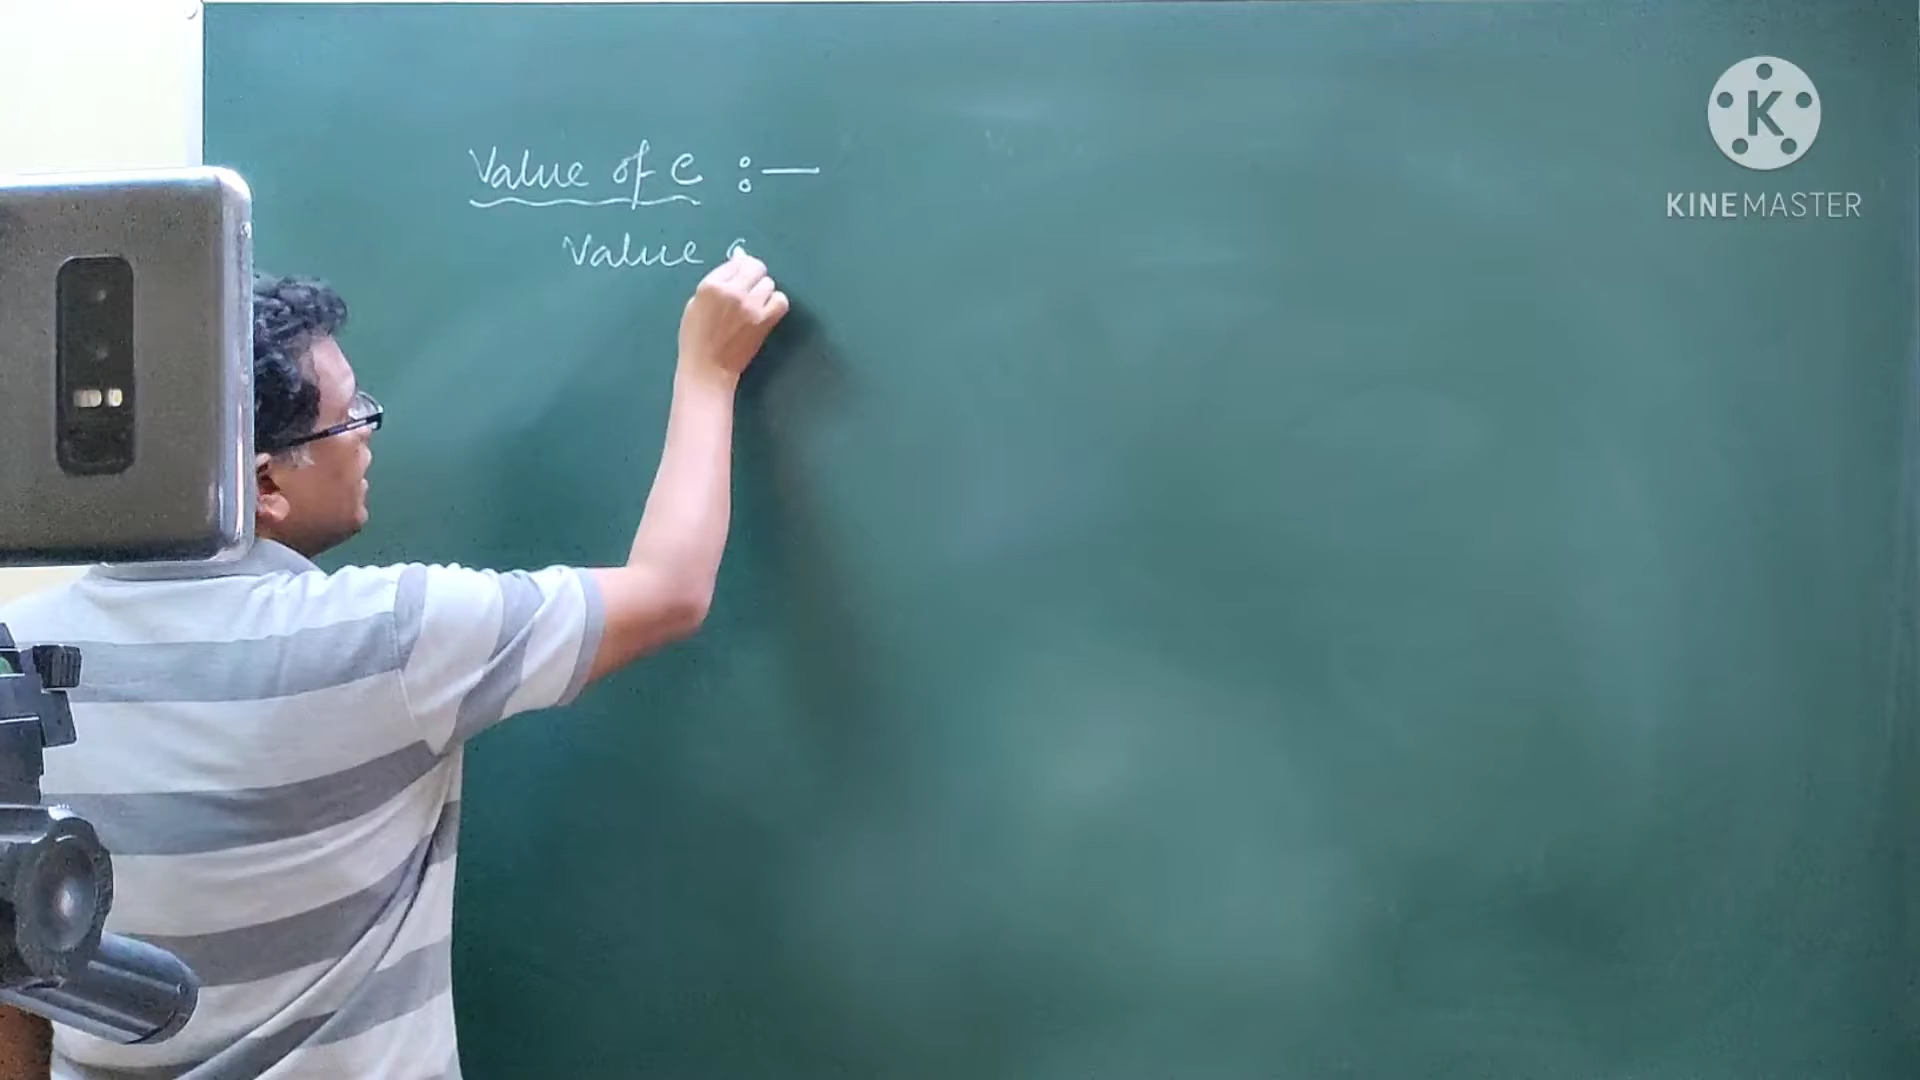 Value of e :—
Value
KINEMASTER